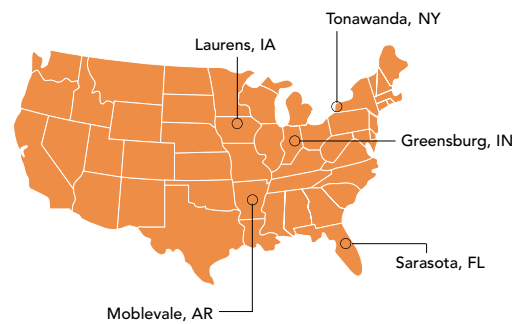 Tonawanda, NY
Laurens, IA
Greensburg, IN
Sarasota, FL
Moblevale, AR